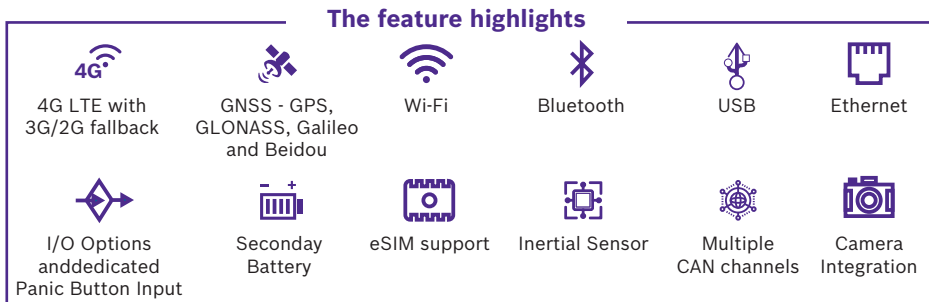 The feature highlights
4G
4G LTE with
3G/2G fallback
GNSS - GPS,
GLONASS, Galileo
and Beidou
Wi-Fi
Bluetooth
USB
Ethernet
I/O Options
anddedicated
Panic Button Input
Seconday
Battery
eSIM support
Inertial Sensor
Multiple
CAN channels
Camera
Integration